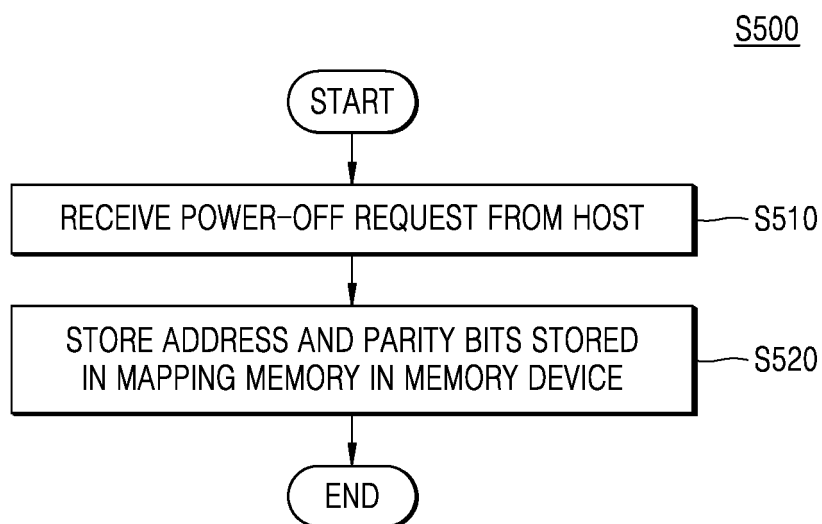 S500
START
RECEIVE POWER-OFF REQUEST FROM HOST
S510
STORE ADDRESS AND PARITY BITS STORED
IN MAPPING MEMORY IN MEMORY DEVICE
S520
END